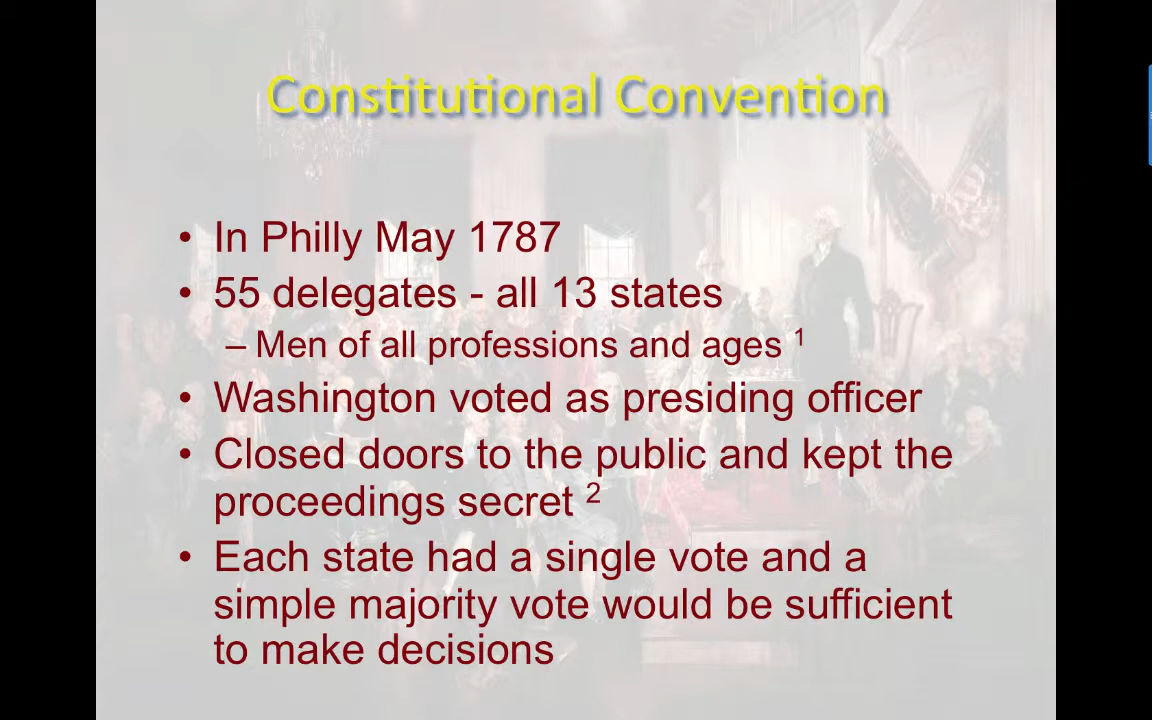 Constitutional Convention
• In Philly May 1787
• 55 delegates - all 13 states
– Men of all professions and ages 1
• Washington voted as presiding officer
• Closed doors to the public and kept the
proceedings secret 2
• Each state had a single vote and a
simple majority vote would be sufficient
to make decisions